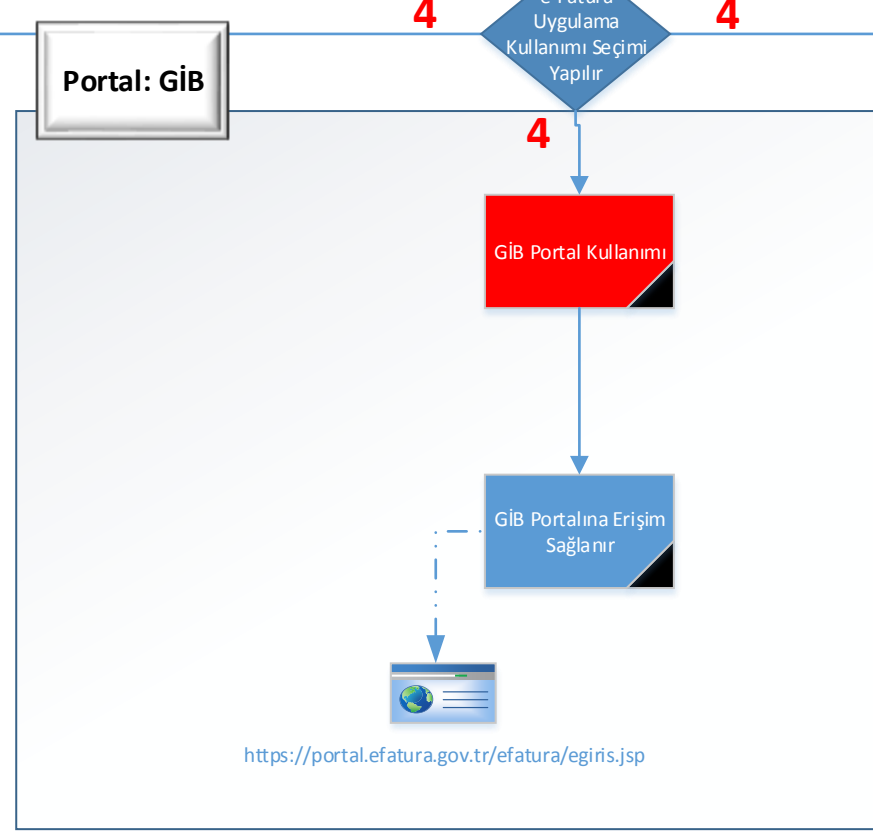 4
4
e-Fatura
Uygulama
Kullanımı Seçimi
Yapılır
Portal: GİB
4
GİB Portal Kullanımı
GİB Portalına Erişim
Sağlanır
https://portal.efatura.gov.tr/efatura/egiris.jsp